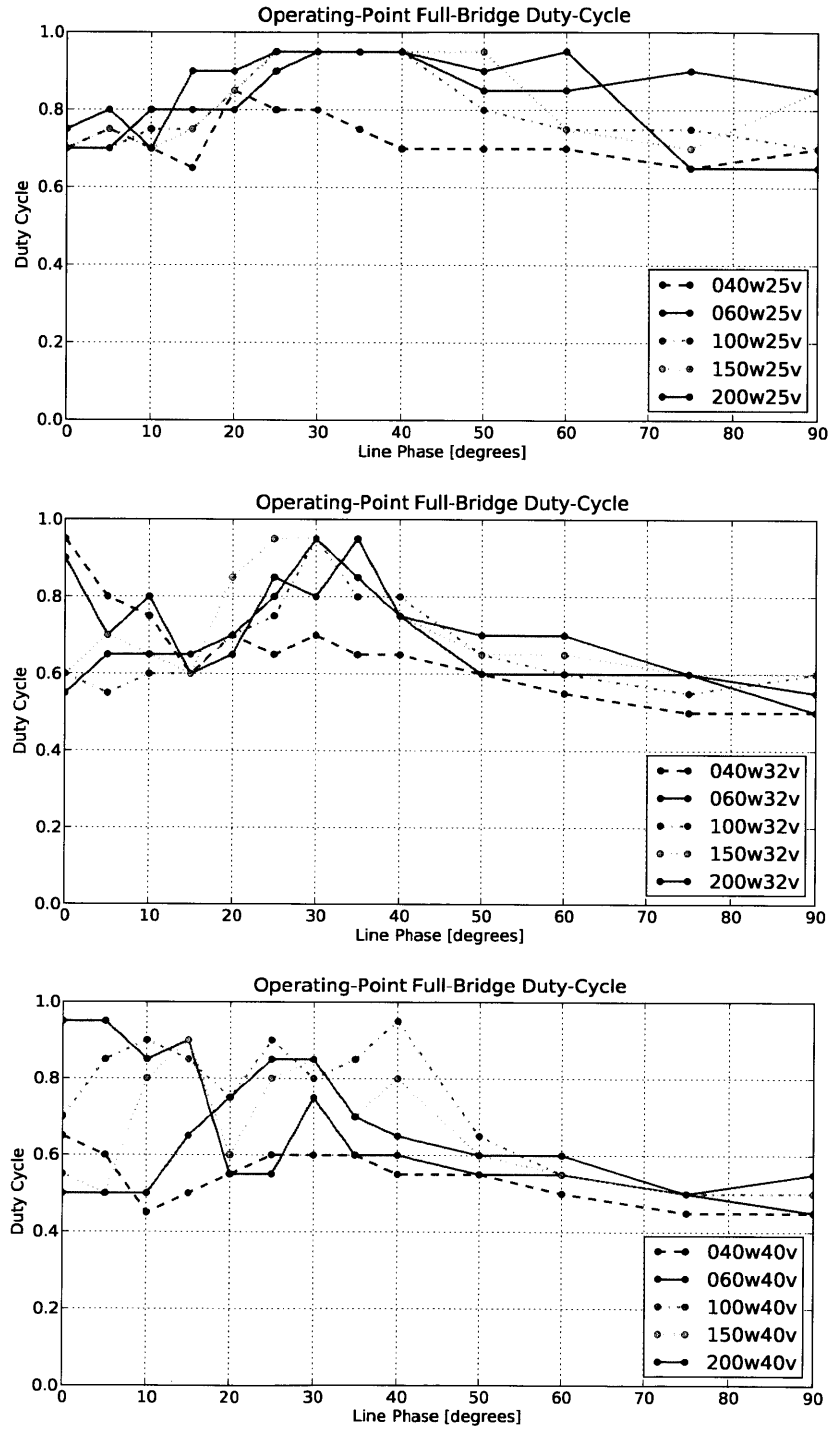 Operating-Point Full-Bridge Duty-Cycle
1.0
0.8
0.6
0.4
0.2
0.0
Duty Cycle
040w25v
060w25v
100w25v
150w25v
200w25v
0 10 20 30 40 50 60 70 80 90
Line Phase [degrees]
Operating-Point Full-Bridge Duty-Cycle
1.0
0.8
0.6
0.4
0.2
0.0
Duty Cycle
040w32v
060w32v
100w32v
150w32v
200w32v
0 10 20 30 40 50 60 70 80 90
Line Phase [degrees]
Operating-Point Full-Bridge Duty-Cycle
1.0
0.8
0.6
0.4
0.2
0.0
Duty Cycle
040w40v
060w40v
100w40v
150w40v
200w40v
0 10 20 30 40 50 60 70 80 90
Line Phase [degrees]